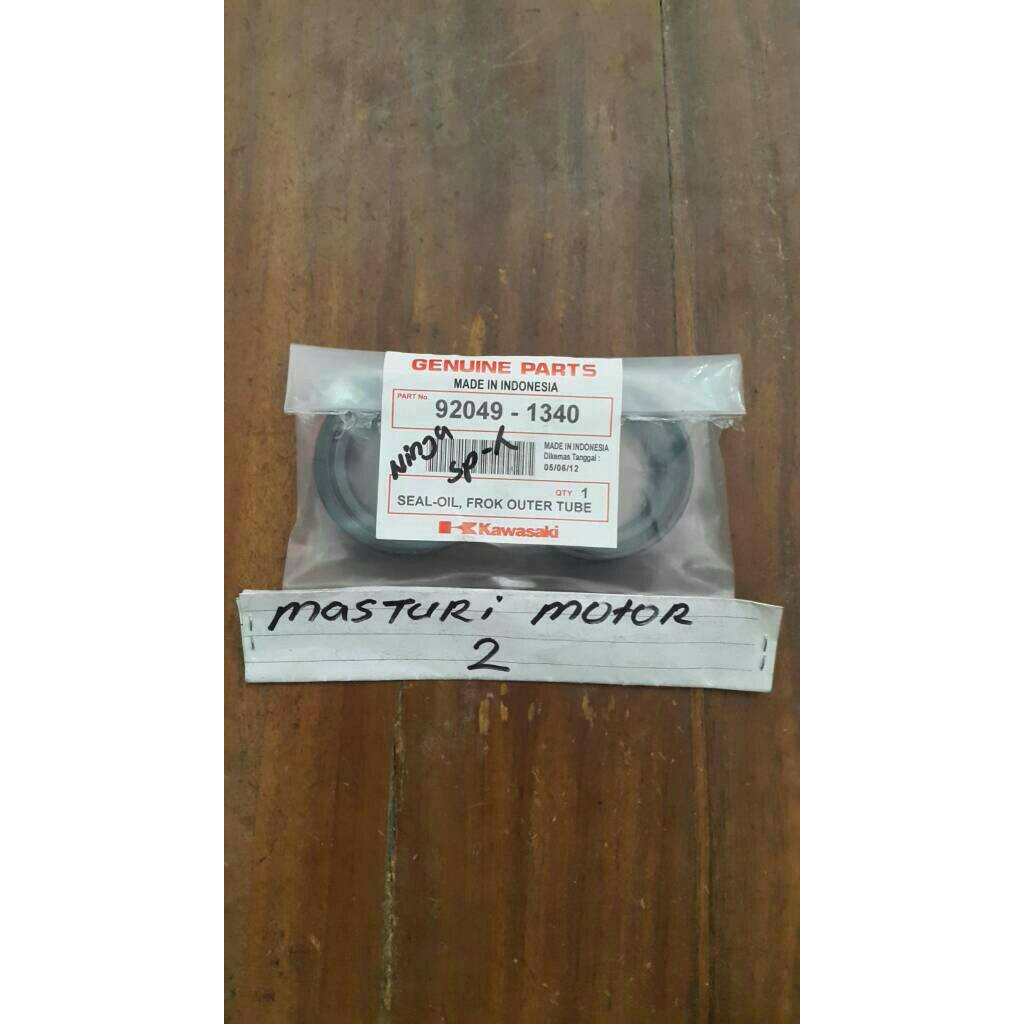 GENUINE PARTS
MADE IN INDONESIA
PART No.
92049 - 1340
Ninja
SP-K
MADE IN INDONESIA
Dikemas Tanggal :
05/06/12
QTY 1
SEAL-OIL, FROK OUTER TUBE
Kawasaki
MASTURi MOTOR
2